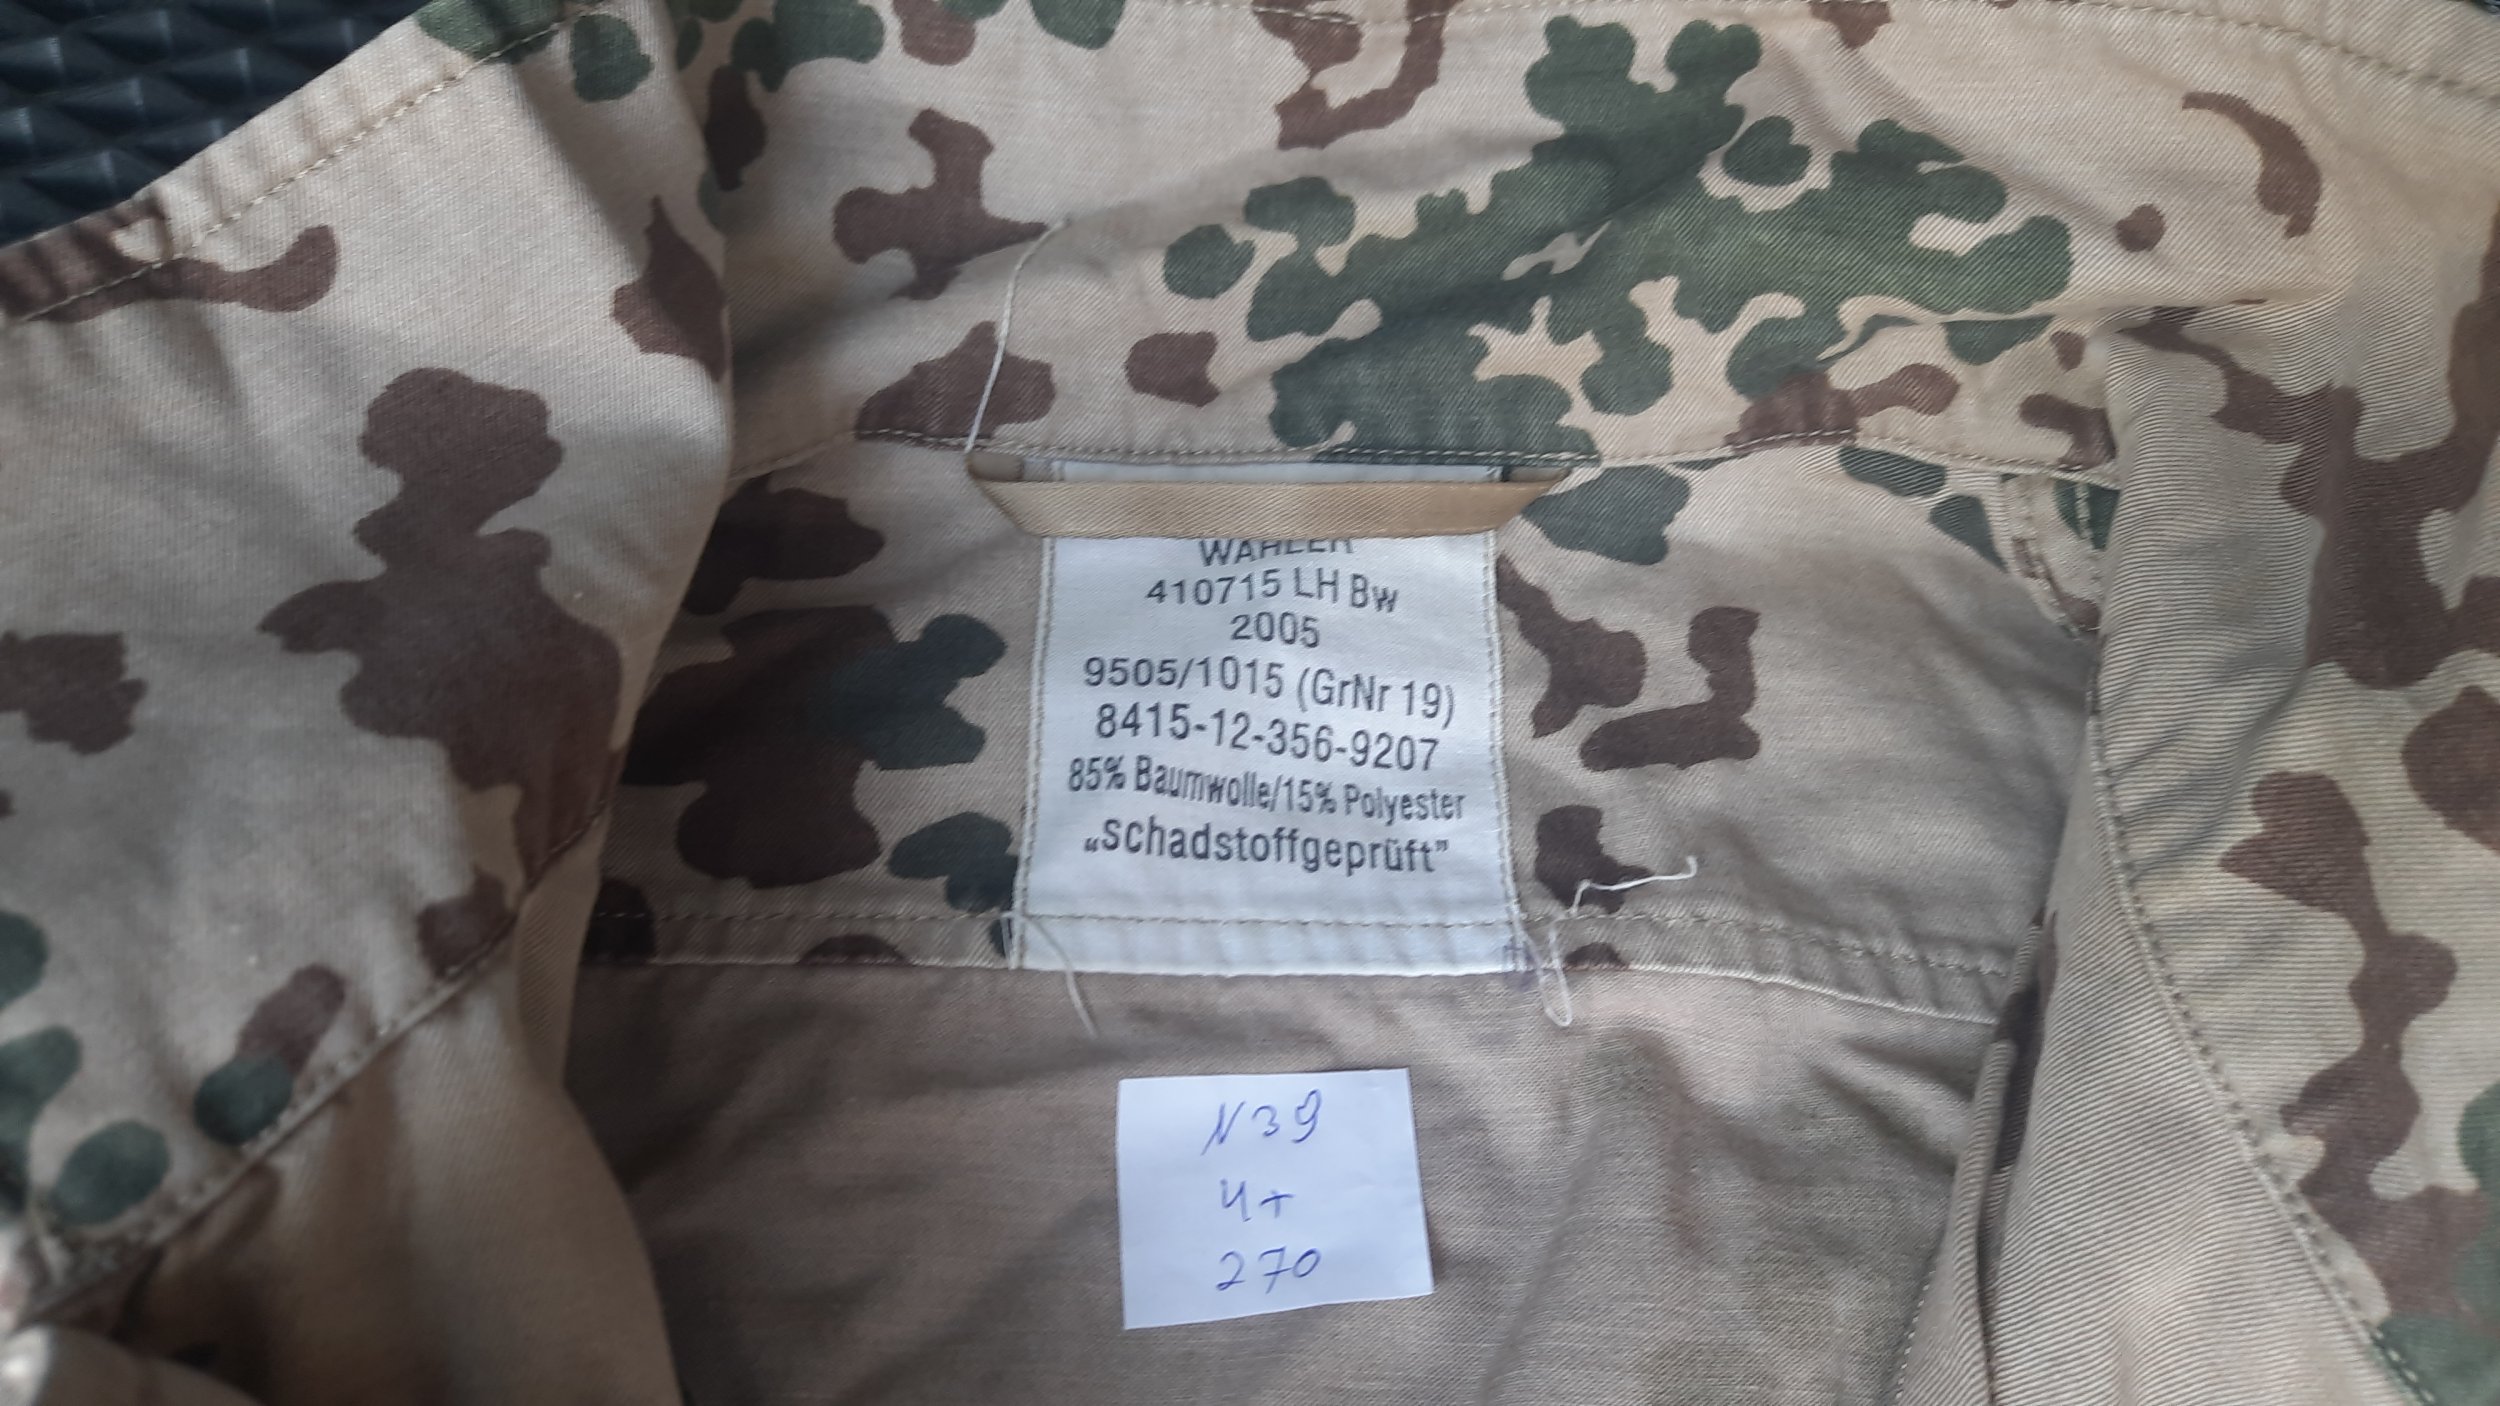 WAHLER
410715 LH Bw
2005
9505/1015 (GrNr 19)
8415-12-356-9207
85% Baumwolle/15% Polyester
„schadstoffgeprüft”
N 39
4+
270